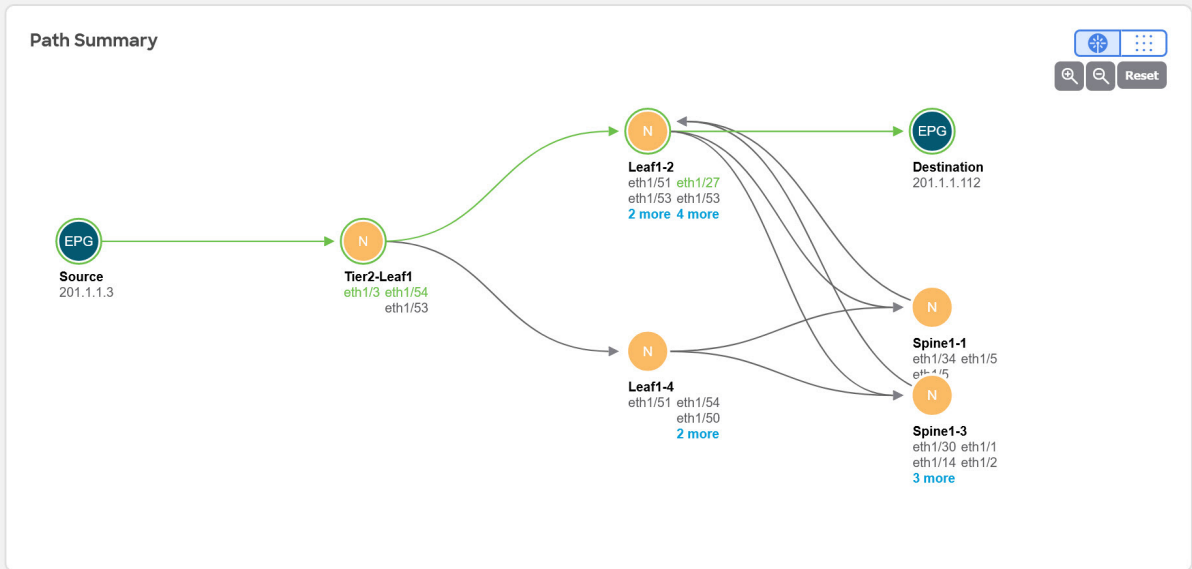 Path Summary
Reset
N
EPG
Leaf1-2
eth1/51 eth1/27
eth1/53 eth1/53
2 more 4 more
Destination
201.1.1.112
EPG
N
Source
201.1.1.3
Tier2-Leaf1
eth1/3 eth1/54
eth1/53
N
Leaf1-4
eth1/51 eth1/54
eth1/50
2 more
N
Spine1-1
eth1/34 eth1/5
eth1/5
N
Spine1-3
eth1/30 eth1/1
eth1/14 eth1/2
3 more